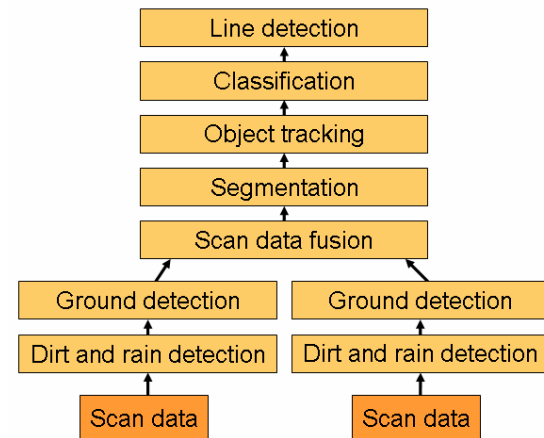 Line detection
Classification
Object tracking
Segmentation
Scan data fusion
Ground detection
Ground detection
Dirt and rain detection
Dirt and rain detection
Scan data
Scan data